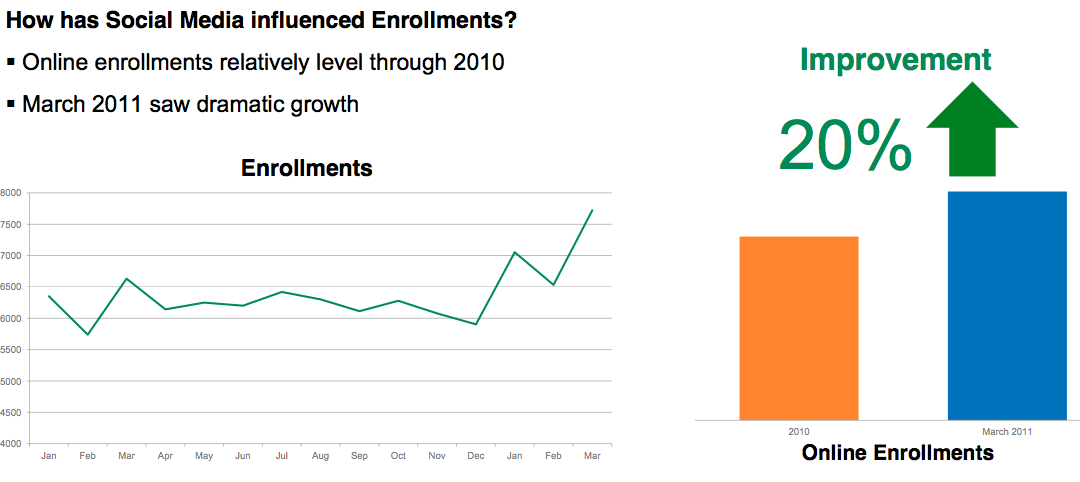 How has Social Media influenced Enrollments?
▪ Online enrollments relatively level through 2010
▪ March 2011 saw dramatic growth
Improvement
20%
Enrollments
8000
7500
7000
6500
6000
5500
5000
4500
4000
Jan Feb Mar Apr May Jun Jul Aug Sep Oct Nov Dec Jan Feb Mar
2010 March 2011
Online Enrollments